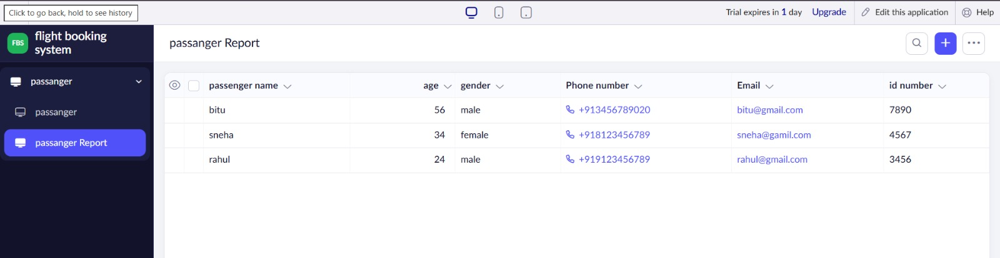 Click to go back, hold to see history
Trial expires in 1 day Upgrade Edit this application Help
FBS flight booking system
passanger Report
passanger
passanger
passanger Report
passenger name age gender Phone number Email id number
bitu 56 male +913456789020 bitu@gmail.com 7890
sneha 34 female +918123456789 sneha@gamil.com 4567
rahul 24 male +919123456789 rahul@gmail.com 3456